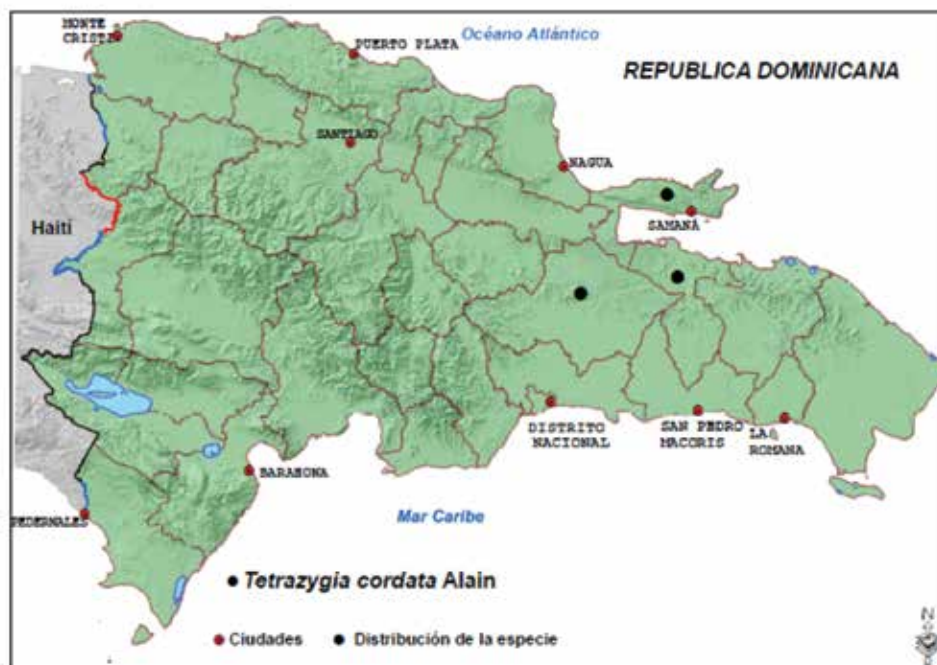 MONTE
CRISTI
Océano Atlántico
PUERTO PLATA
REPUBLICA DOMINICANA
SANTIAGO
NAGUA
Haití
SAMANÁ
DISTRITO
NACIONAL
SAN PEDRO
MACORIS
LA
ROMANA
BARAHONA
PEDERNALES
Mar Caribe
Tetrazygia cordata Alain
Ciudades
Distribución de la especie